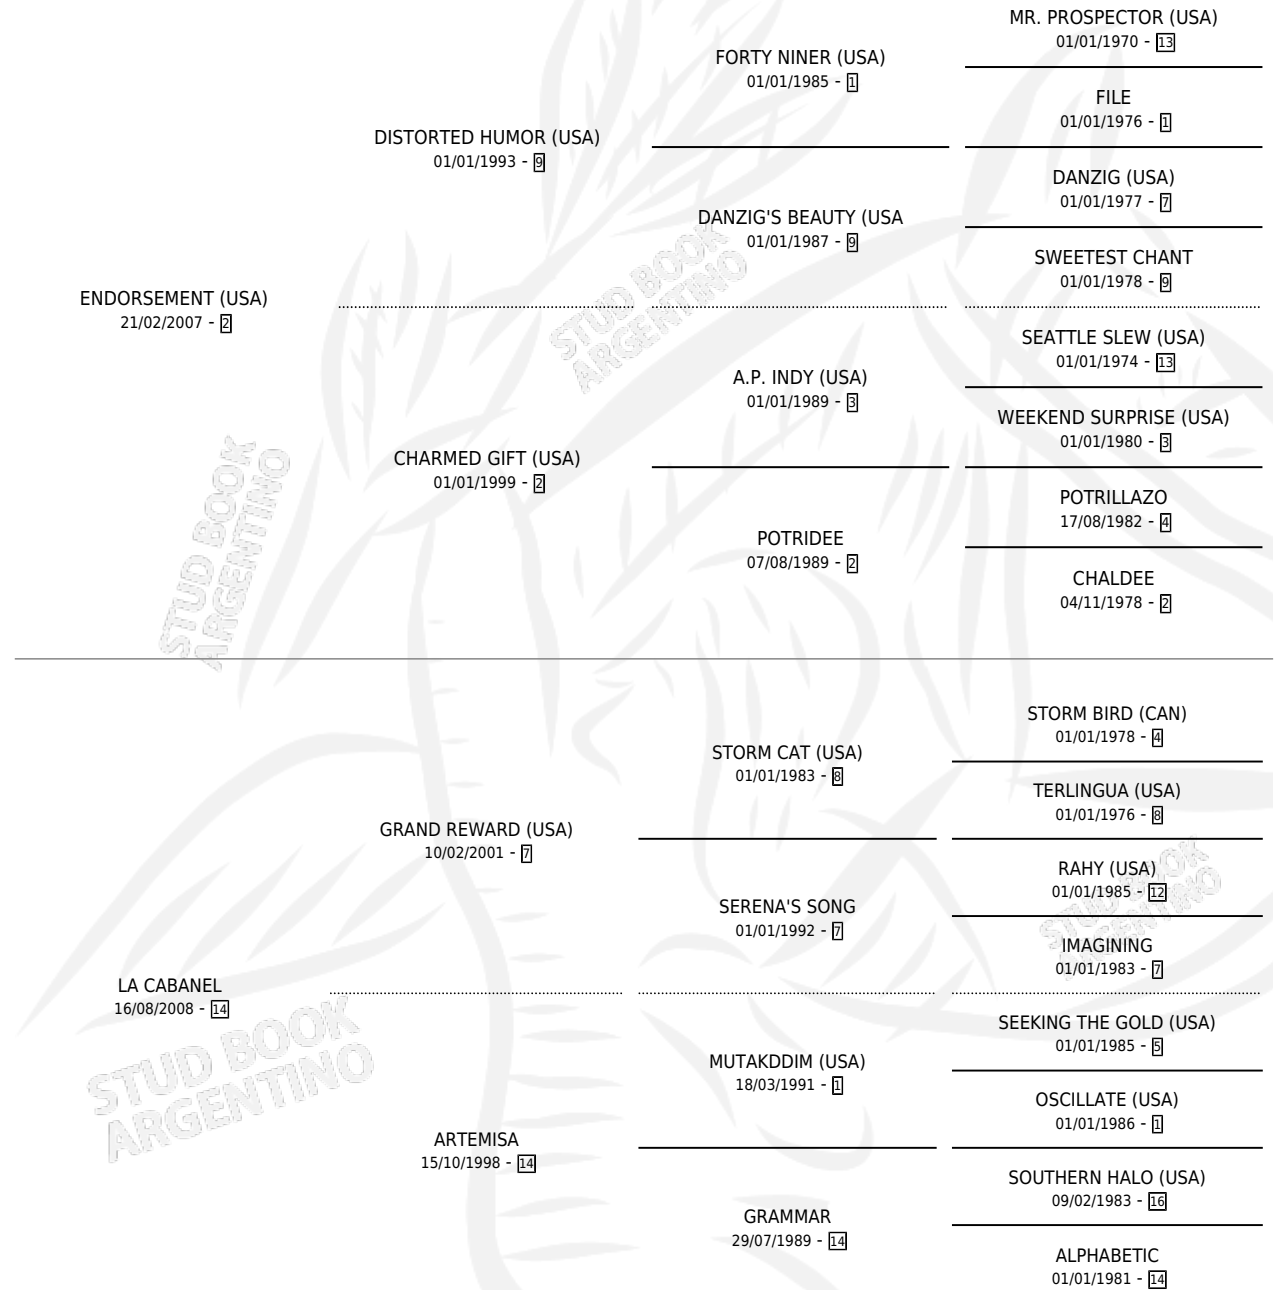 MR. PROSPECTOR (USA)
01/01/1970 - 13
FORTY NINER (USA)
01/01/1985 - 1
FILE
01/01/1976 - 1
DISTORTED HUMOR (USA)
01/01/1993 - 9
DANZIG (USA)
01/01/1977 - 7
DANZIG'S BEAUTY (USA
01/01/1987 - 9
SWEETEST CHANT
01/01/1978 - 9
ENDORSEMENT (USA)
21/02/2007 - 2
STUD BOOK
ARGENTINO
SEATTLE SLEW (USA)
01/01/1974 - 13
A.P. INDY (USA)
01/01/1989 - 3
WEEKEND SURPRISE (USA)
01/01/1980 - 3
CHARMED GIFT (USA)
01/01/1999 - 2
POTRILLAZO
17/08/1982 - 4
POTRIDEE
07/08/1989 - 2
CHALDEE
04/11/1978 - 2
STUD BOOK
ARGENTINO
STORM BIRD (CAN)
01/01/1978 - 4
STORM CAT (USA)
01/01/1983 - 8
TERLINGUA (USA)
01/01/1976 - 8
GRAND REWARD (USA)
10/02/2001 - 7
RAHY (USA)
01/01/1985 - 12
SERENA'S SONG
01/01/1992 - 7
IMAGINING
01/01/1983 - 7
STUD BOOK
ARGENTINO
LA CABANEL
16/08/2008 - 14
STUD BOOK
ARGENTINO
SEEKING THE GOLD (USA)
01/01/1985 - 5
MUTAKDDIM (USA)
18/03/1991 - 1
OSCILLATE (USA)
01/01/1986 - 1
ARTEMISA
15/10/1998 - 14
SOUTHERN HALO (USA)
09/02/1983 - 16
GRAMMAR
29/07/1989 - 14
ALPHABETIC
01/01/1981 - 14